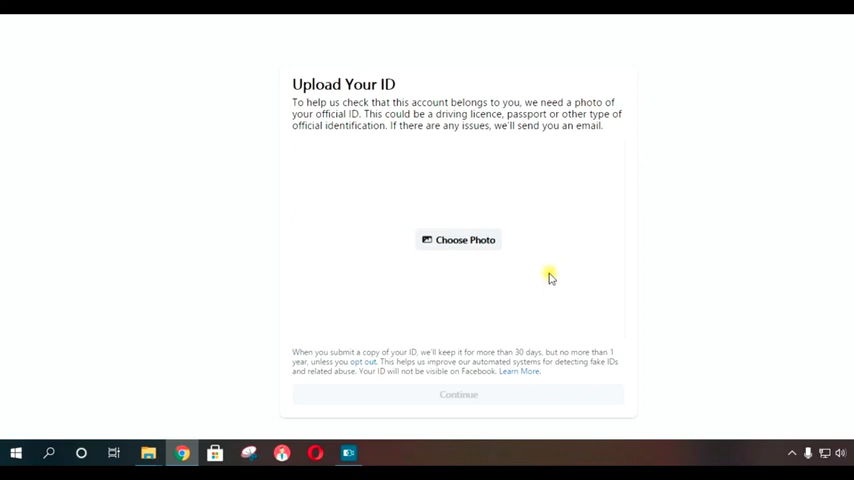 Upload Your ID
To help us check that this account belongs to you, we need a photo of
your official ID. This could be a driving licence, passport or other type of
official identification. If there are any issues, we'll send you an email.
Choose Photo
When you submit a copy of your ID, we'll keep it for more than 30 days, but no more than 1
year, unless you opt out. This helps us improve our automated systems for detecting fake IDs
and related abuse. Your ID will not be visible on Facebook. Learn More.
Continue